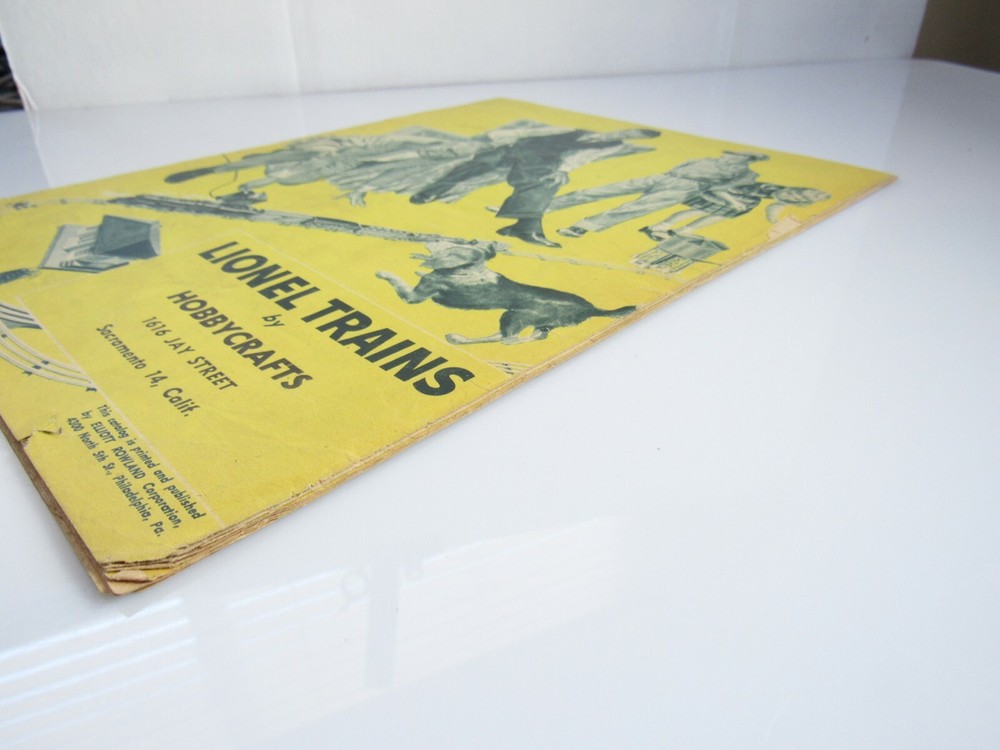 LIONEL TRAINS
by
HOBBYCRAFTS
1616 JAY STREET
Sacramento 14, Calif.
This catalog is printed and published
by ELLIOTT ROWLAND Corporation,
4300 North 5th St., Philadelphia, Pa.